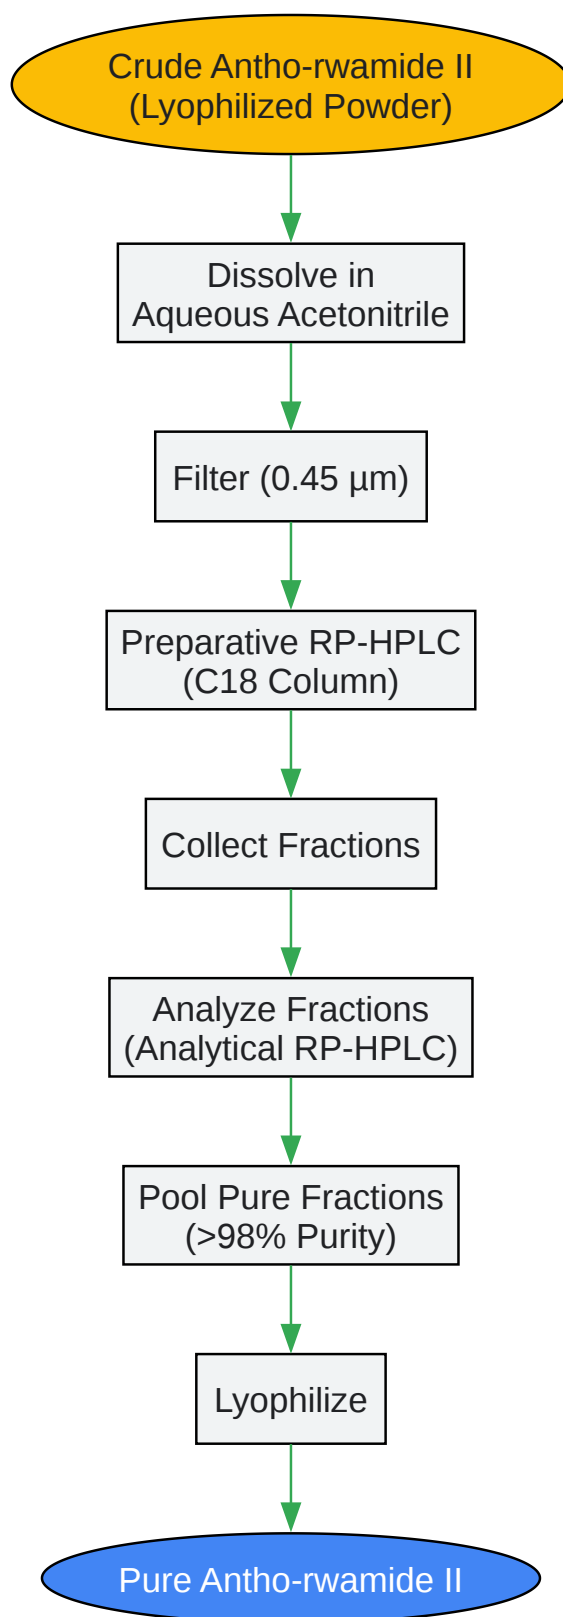 Crude Antho-rwamide II
(Lyophilized Powder)
Dissolve in
Aqueous Acetonitrile
Filter (0.45 µm)
Preparative RP-HPLC
(C18 Column)
Collect Fractions
Analyze Fractions
(Analytical RP-HPLC)
Pool Pure Fractions
(>98% Purity)
Lyophilize
Pure Antho-rwamide II